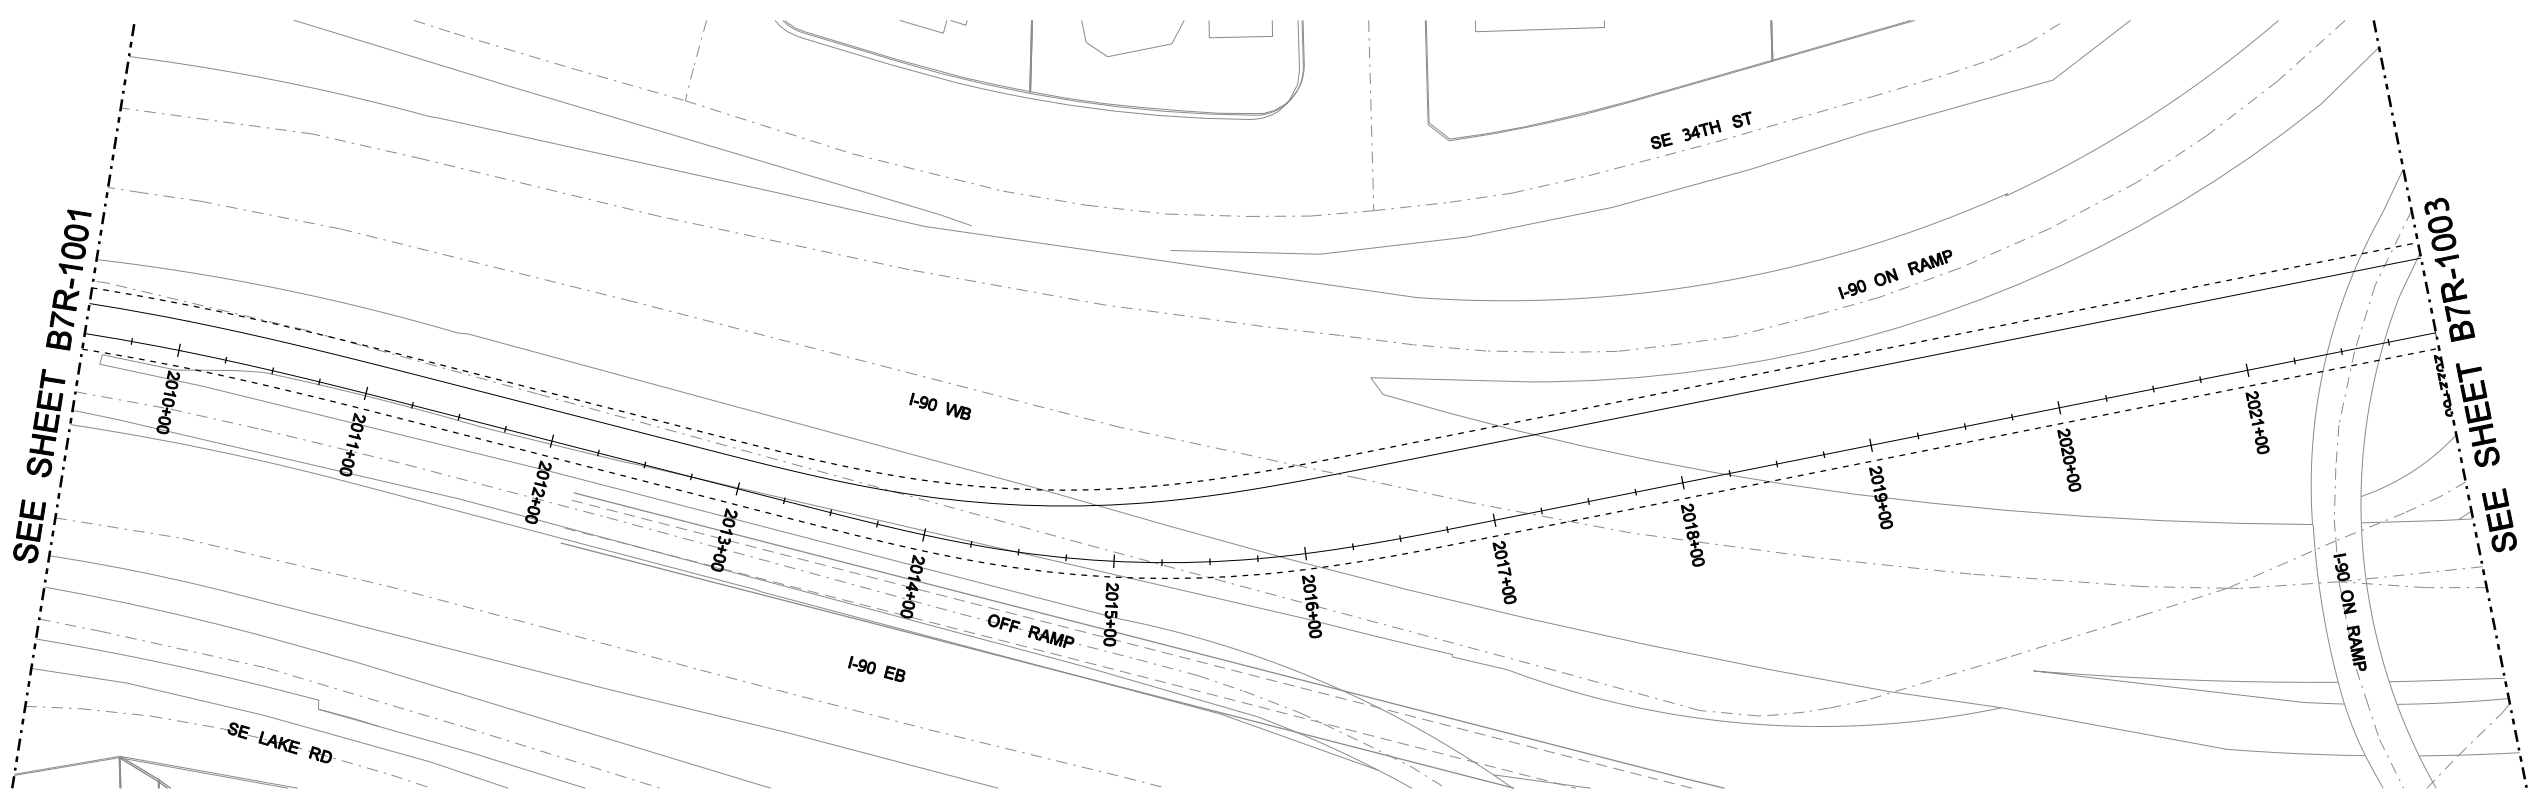 SE 34TH ST
SEE SHEET B7R-1001
SEE SHEET B7R-1003
I-90 ON RAMP
I-90 WB
2010+00
2011+00
2012+00
2013+00
2014+00
2015+00
2016+00
2017+00
2018+00
2019+00
2020+00
2021+00
OFF RAMP
I-90 ON RAMP
I-90 EB
SE LAKE RD